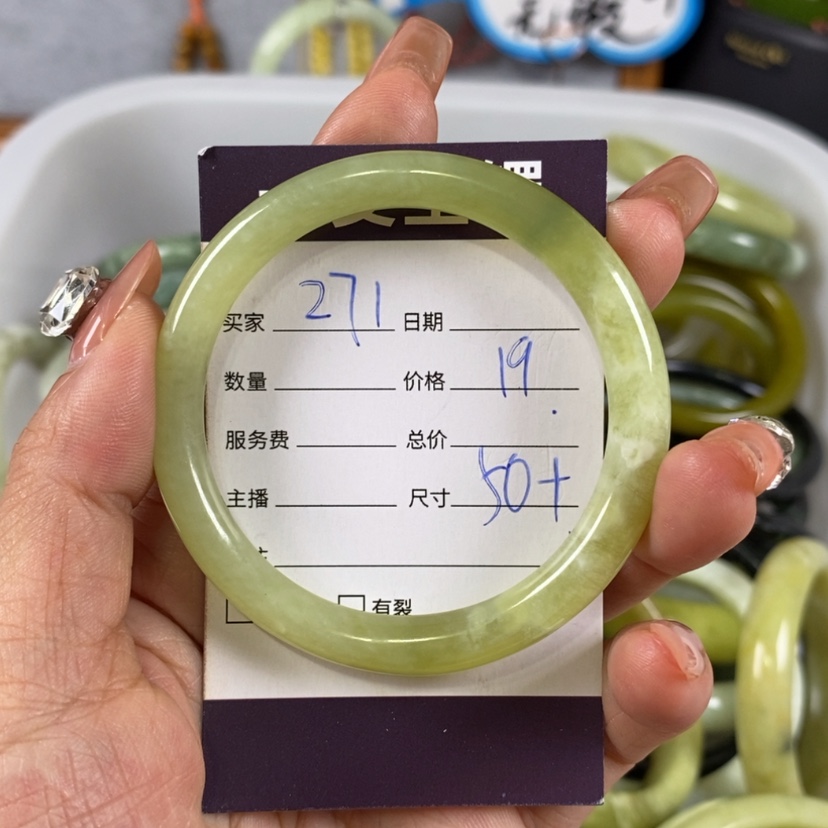 买家 271 日期
数量 价格 19.
服务费 总价
主播 尺寸 50+
有裂